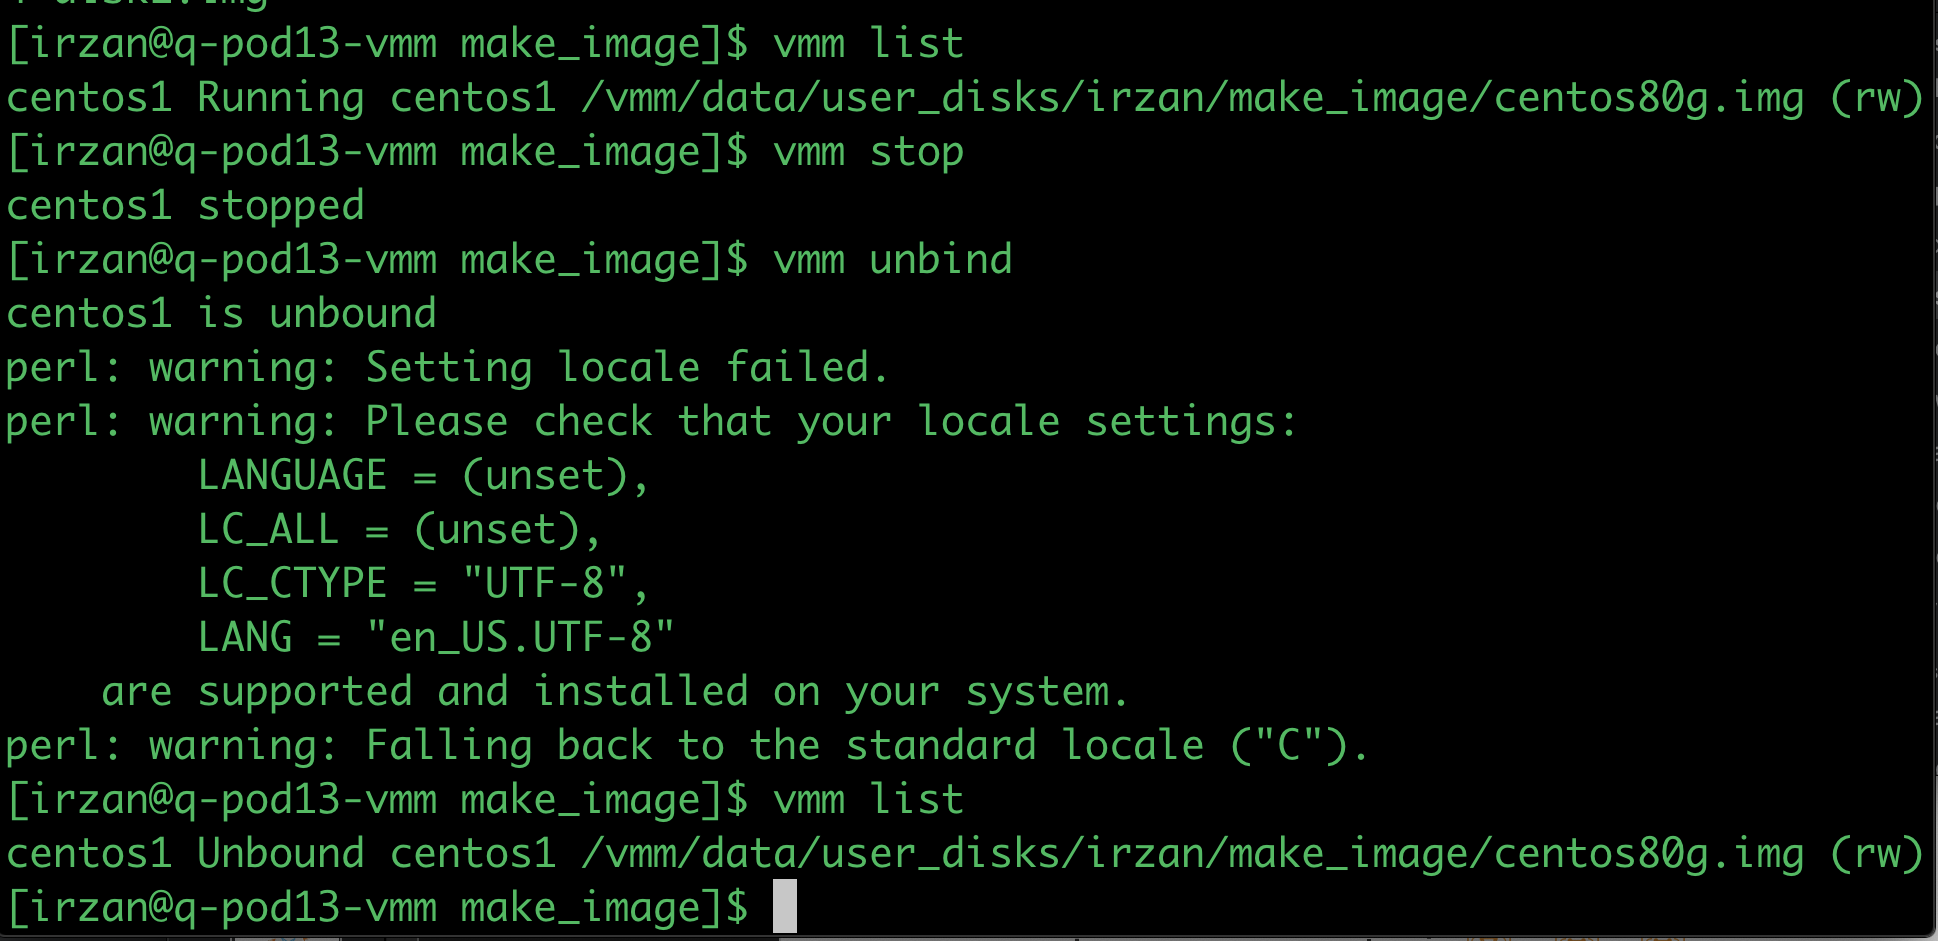 [irzan@q-pod13-vmm make_image]$ vmm list
centos1 Running centos1 /vmm/data/user_disks/irzan/make_image/centos80g.img (rw)
[irzan@q-pod13-vmm make_image]$ vmm stop
centos1 stopped
[irzan@q-pod13-vmm make_image]$ vmm unbind
centos1 is unbound
perl: warning: Setting locale failed.
perl: warning: Please check that your locale settings:
        LANGUAGE = (unset),
        LC_ALL = (unset),
        LC_CTYPE = "UTF-8",
        LANG = "en_US.UTF-8"
    are supported and installed on your system.
perl: warning: Falling back to the standard locale ("C").
[irzan@q-pod13-vmm make_image]$ vmm list
centos1 Unbound centos1 /vmm/data/user_disks/irzan/make_image/centos80g.img (rw)
[irzan@q-pod13-vmm make_image]$